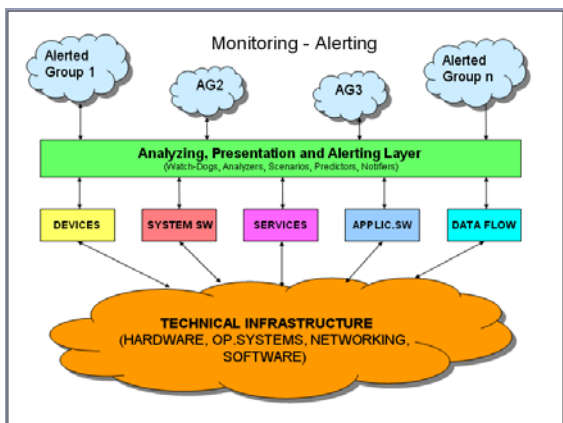 Monitoring - Alerting
Alerted
Group 1
AG2
AG3
Alerted
Group n
Analyzing, Presentation and Alerting Layer
(Watch-Dogs, Analyzers, Scenarios, Predictors, Notifiers)
DEVICES
SYSTEM SW
SERVICES
APPLIC.SW
DATA FLOW
TECHNICAL INFRASTRUCTURE
(HARDWARE, OP.SYSTEMS, NETWORKING,
SOFTWARE)